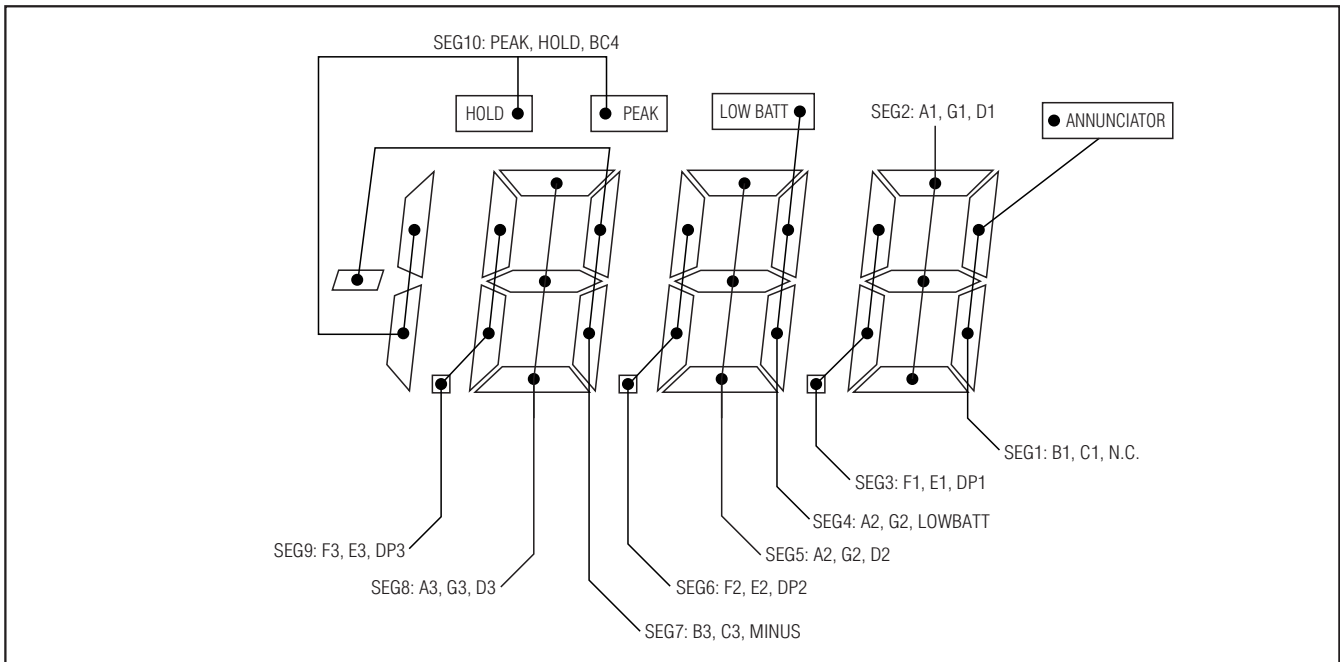 SEG10: PEAK, HOLD, BC4
HOLD
PEAK
LOW BATT
SEG2: A1, G1, D1
ANNUNCIATOR
SEG1: B1, C1, N.C.
SEG3: F1, E1, DP1
SEG4: A2, G2, LOWBATT
SEG9: F3, E3, DP3
SEG5: A2, G2, D2
SEG8: A3, G3, D3
SEG6: F2, E2, DP2
SEG7: B3, C3, MINUS